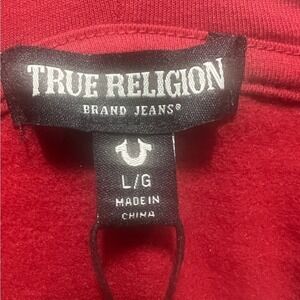 TRUE RELIGION
BRAND JEANS®
L/G
MADE IN
CHINA